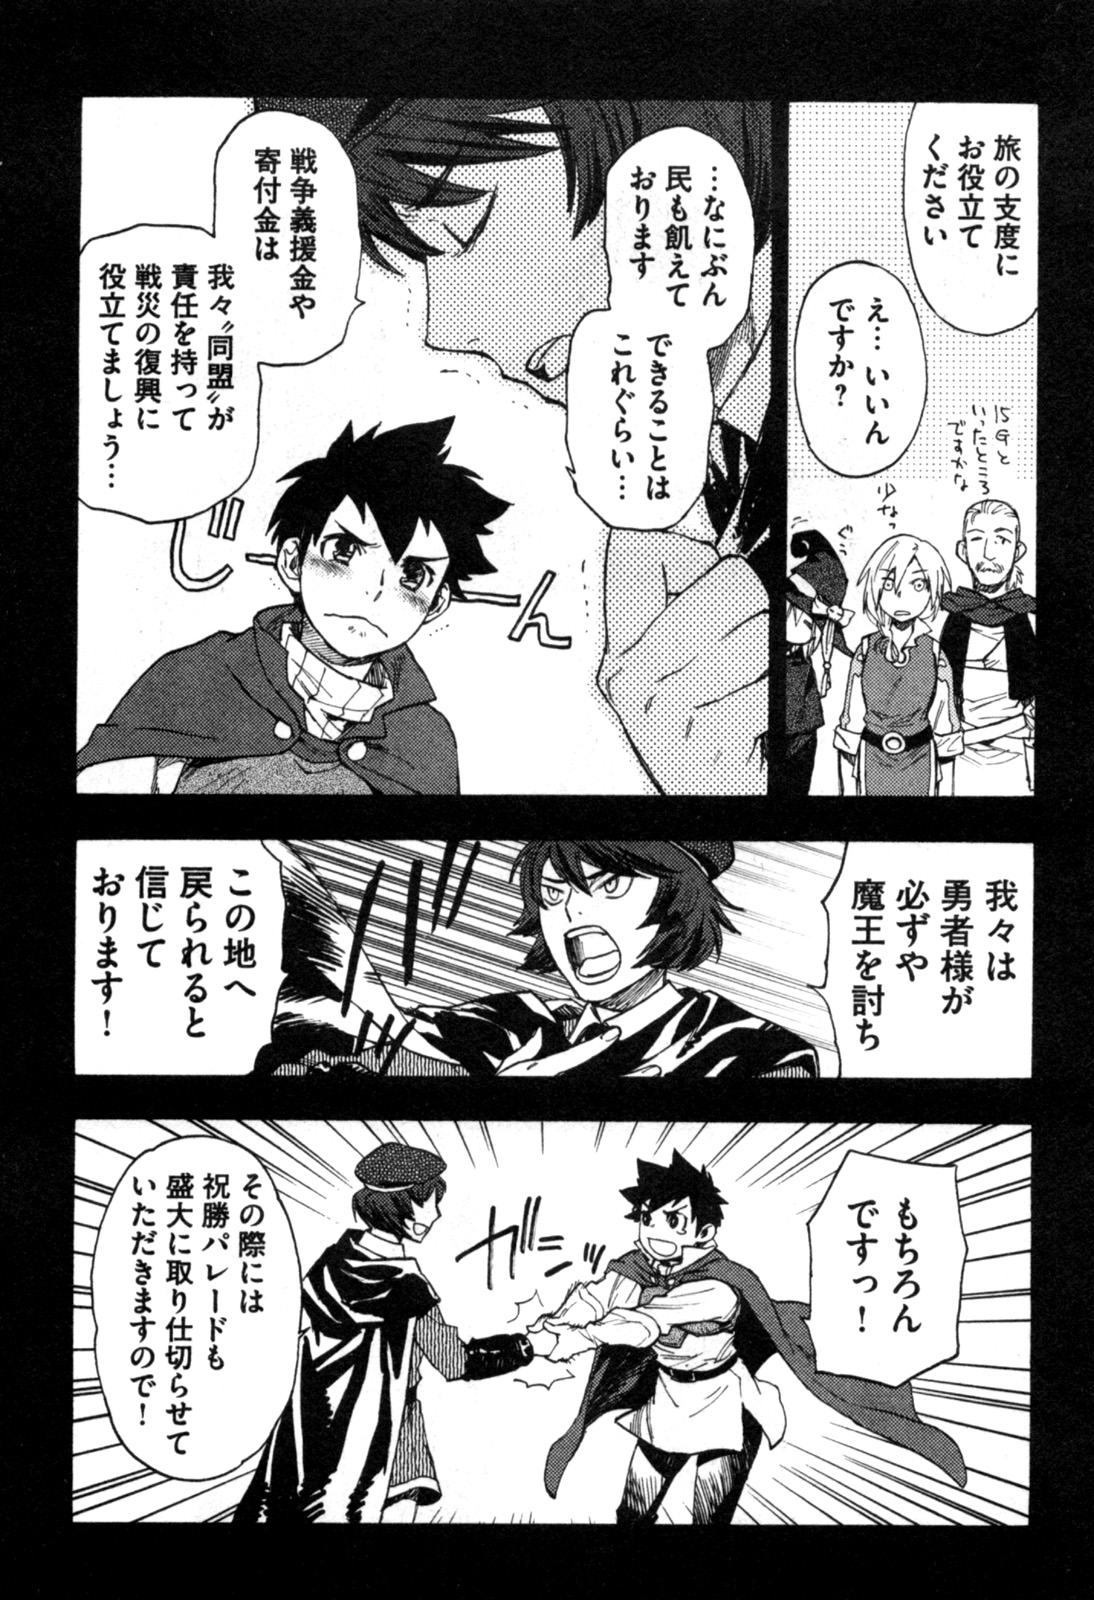 旅の支度に
お役立て
ください
え…いいん
ですか？
15Gと
いったところ
ですかな
少なっ
ぐぅ
…なにぶん
民も飢えて
おります
できることは
これぐらい…
戦争義援金や
寄付金は
我々〝同盟〟が
責任を持って
戦災の復興に
役立てましょう…
じ
ーん
我々は
勇者様が
必ずや
魔王を討ち
この地へ
戻られると
信じて
おります！
もちろん
ですっ！
ガシ
その際には
祝勝パレードも
盛大に取り仕切らせて
いただきますので！